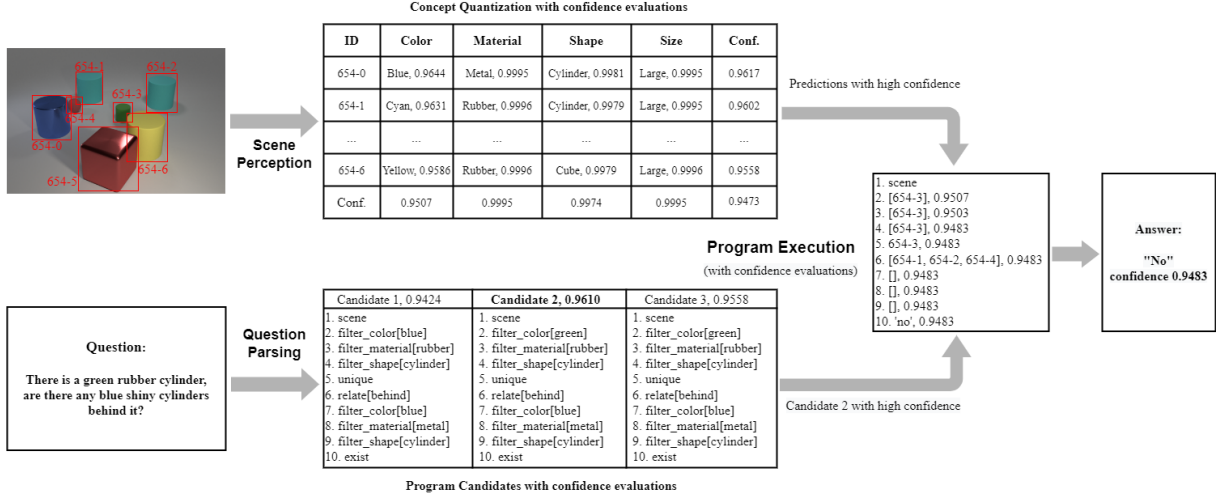 Concept Quantization with confidence evaluations
654-1
654-2
654-3
654-4
654-0
654-5
654-6
Scene
Perception
ID Color Material Shape Size Conf.
654-0 Blue, 0.9644 Metal, 0.9995 Cylinder, 0.9981 Large, 0.9995 0.9617
654-1 Cyan, 0.9631 Rubber, 0.9996 Cylinder, 0.9979 Large, 0.9995 0.9602
... ... ... ... ... ...
654-6 Yellow, 0.9586 Rubber, 0.9996 Cube, 0.9979 Large, 0.9996 0.9558
Conf. 0.9507 0.9995 0.9974 0.9995 0.9473
Predictions with high confidence
Program Execution
(with confidence evaluations)
1. scene
2. [654-3], 0.9507
3. [654-3], 0.9503
4. [654-3], 0.9483
5. 654-3, 0.9483
6. [654-1, 654-2, 654-4], 0.9483
7. [], 0.9483
8. [], 0.9483
9. [], 0.9483
10. 'no', 0.9483
Answer:
"No"
confidence 0.9483
Question:
There is a green rubber cylinder,
are there any blue shiny cylinders
behind it?
Question
Parsing
Candidate 1, 0.9424
1. scene
2. filter_color[blue]
3. filter_material[rubber]
4. filter_shape[cylinder]
5. unique
6. relate[behind]
7. filter_color[blue]
8. filter_material[metal]
9. filter_shape[cylinder]
10. exist
Candidate 2, 0.9610
1. scene
2. filter_color[green]
3. filter_material[rubber]
4. filter_shape[cylinder]
5. unique
6. relate[behind]
7. filter_color[blue]
8. filter_material[metal]
9. filter_shape[cylinder]
10. exist
Candidate 3, 0.9558
1. scene
2. filter_color[green]
3. filter_material[rubber]
4. filter_shape[cylinder]
5. unique
6. relate[behind]
7. filter_color[blue]
8. filter_material[metal]
9. filter_shape[cylinder]
10. exist
Candidate 2 with high confidence
Program Candidates with confidence evaluations